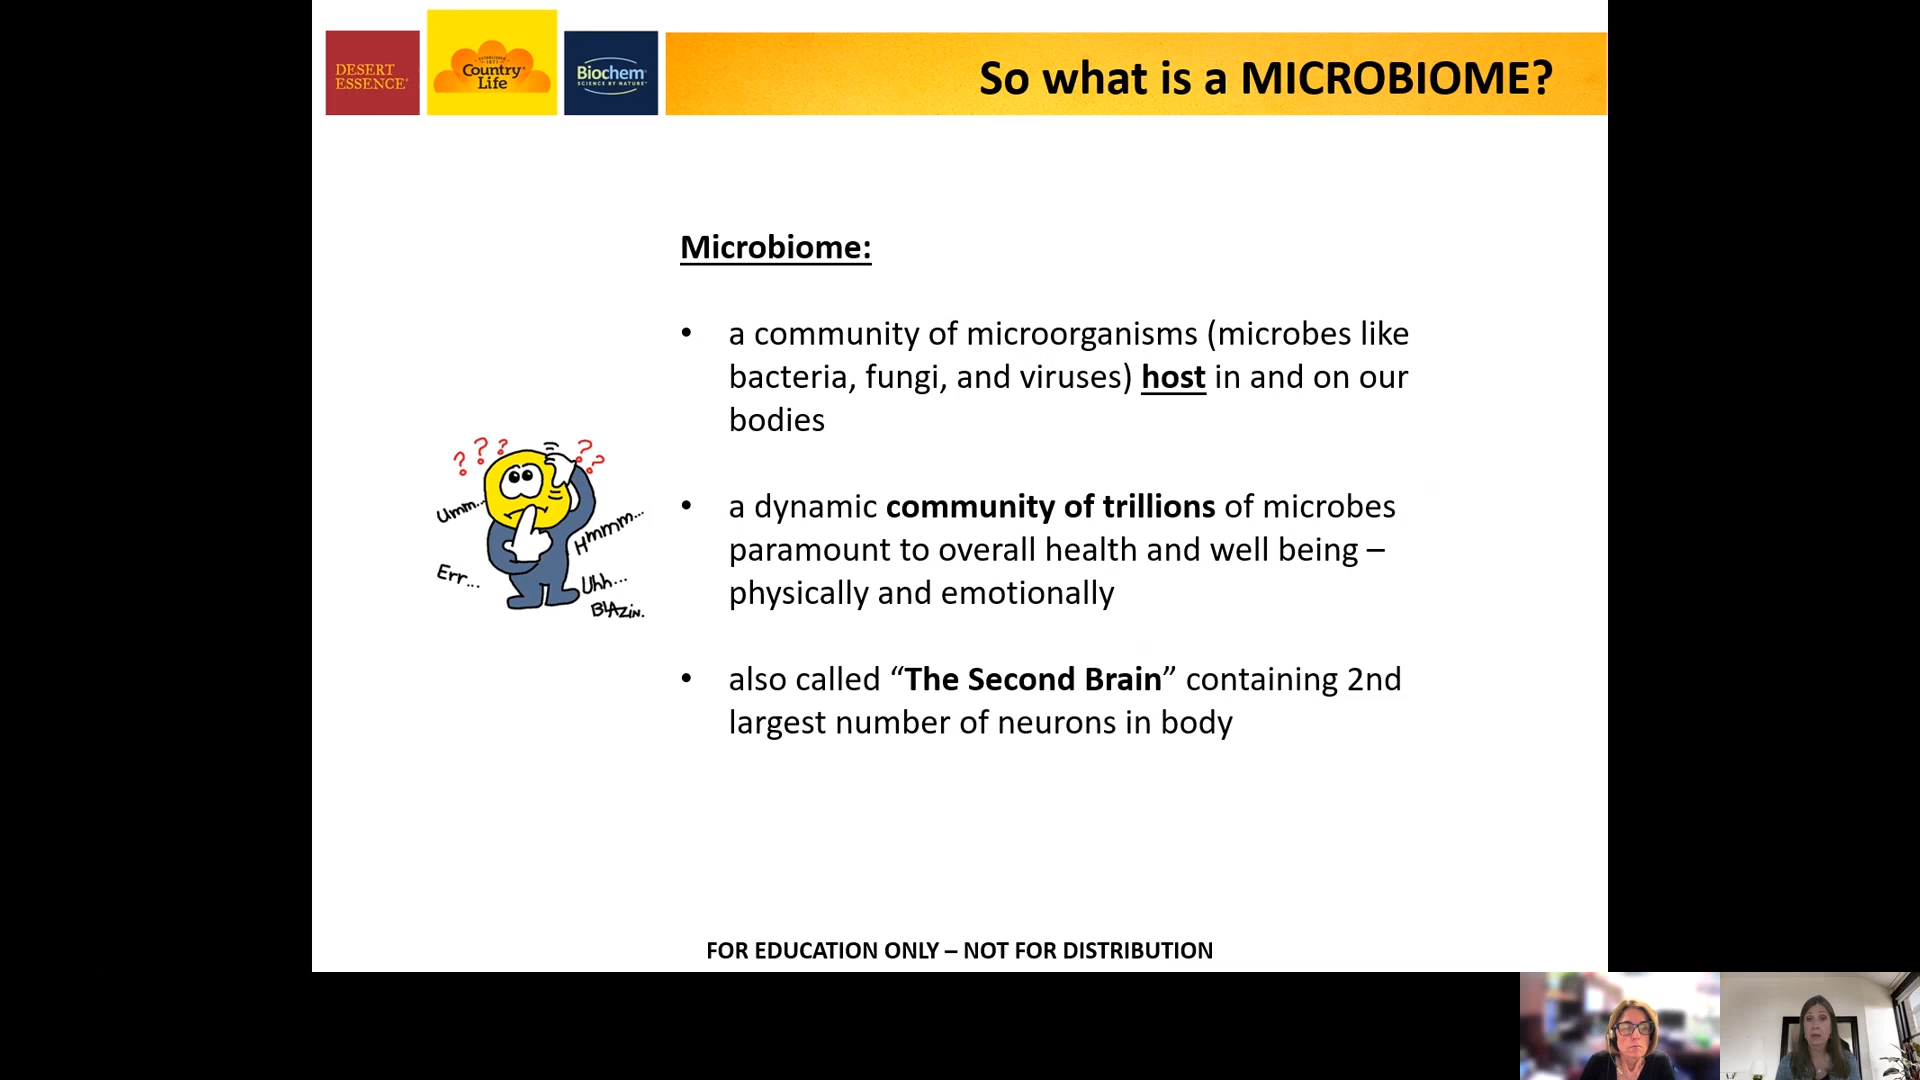 DESERT
ESSENCE®
ESTABLISHED
1971
Country
Life®
Biochem®
SCIENCE BY NATURE™
So what is a MICROBIOME?
Microbiome:
• a community of microorganisms (microbes like
bacteria, fungi, and viruses) host in and on our
bodies
• a dynamic community of trillions of microbes
paramount to overall health and well being –
physically and emotionally
• also called “The Second Brain” containing 2nd
largest number of neurons in body
? ? ? ? ?
Umm..
Hmmm...
Err...
Uhh...
BLAzin.
FOR EDUCATION ONLY – NOT FOR DISTRIBUTION